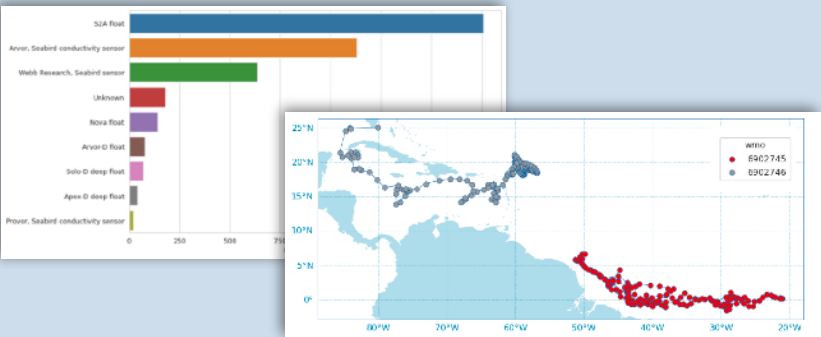 S2A float
Arvor, Seabird conductivity sensor
Webb Research, Seabird sensor
Unknown
Nova float
Arvor-D float
Solo-D deep float
Apex-D deep float
Provor, Seabird conductivity sensor
0 250 500
25°N
20°N
15°N
10°N
5°N
0°
80°W 70°W 60°W 50°W 40°W 30°W 20°W
wmo
6902745
6902746